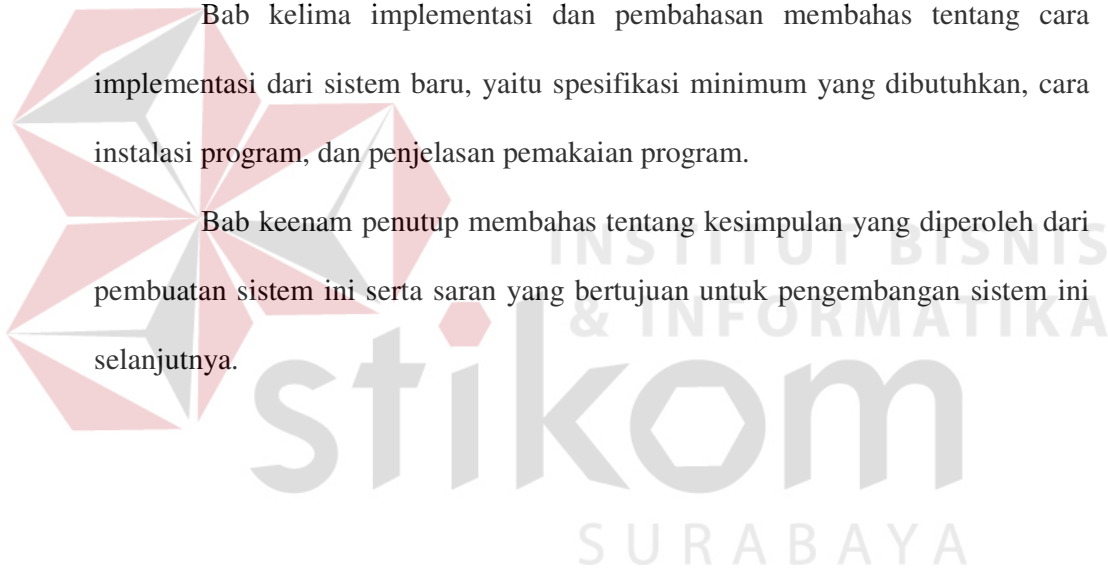 Bab kelima implementasi dan pembahasan membahas tentang cara
implementasi dari sistem baru, yaitu spesifikasi minimum yang dibutuhkan, cara
instalasi program, dan penjelasan pemakaian program.
Bab keenam penutup membahas tentang kesimpulan yang diperoleh dari
INSTITUT BISNIS
pembuatan sistem ini serta saran yang bertujuan untuk pengembangan sistem ini
& INFORMATIKA
selanjutnya.
stikom
SURABAYA